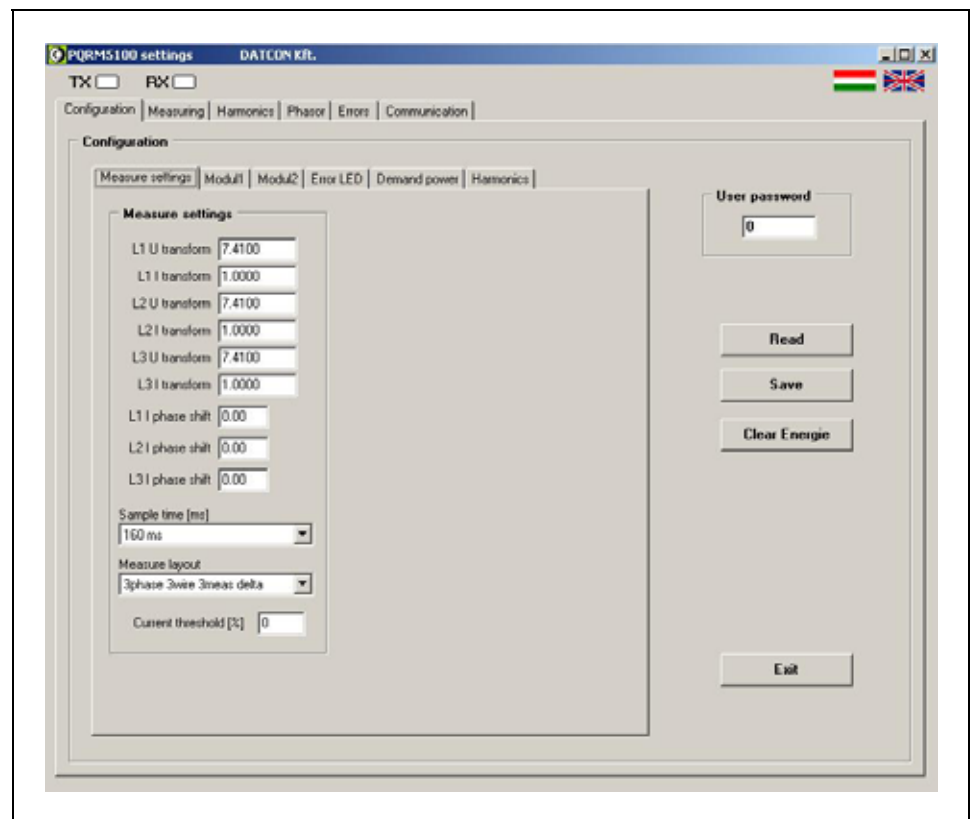 PQRM5100 settings DATCON Kft.
TX RX
Configuration Measuring Harmonics Phasor Errors Communication
Configuration
Measure settings Modul1 Modul2 Error LED Demand power Harmonics
User password
0
Measure settings
L1 U transform 7.4100
L1 I transform 1.0000
L2 U transform 7.4100
L2 I transform 1.0000
L3 U transform 7.4100
L3 I transform 1.0000
L1 I phase shift 0.00
L2 I phase shift 0.00
L3 I phase shift 0.00
Sample time [ms]
160 ms
Measure layout
3phase 3wire 3meas delta
Current threshold [%] 0
Read
Save
Clear Energie
Exit